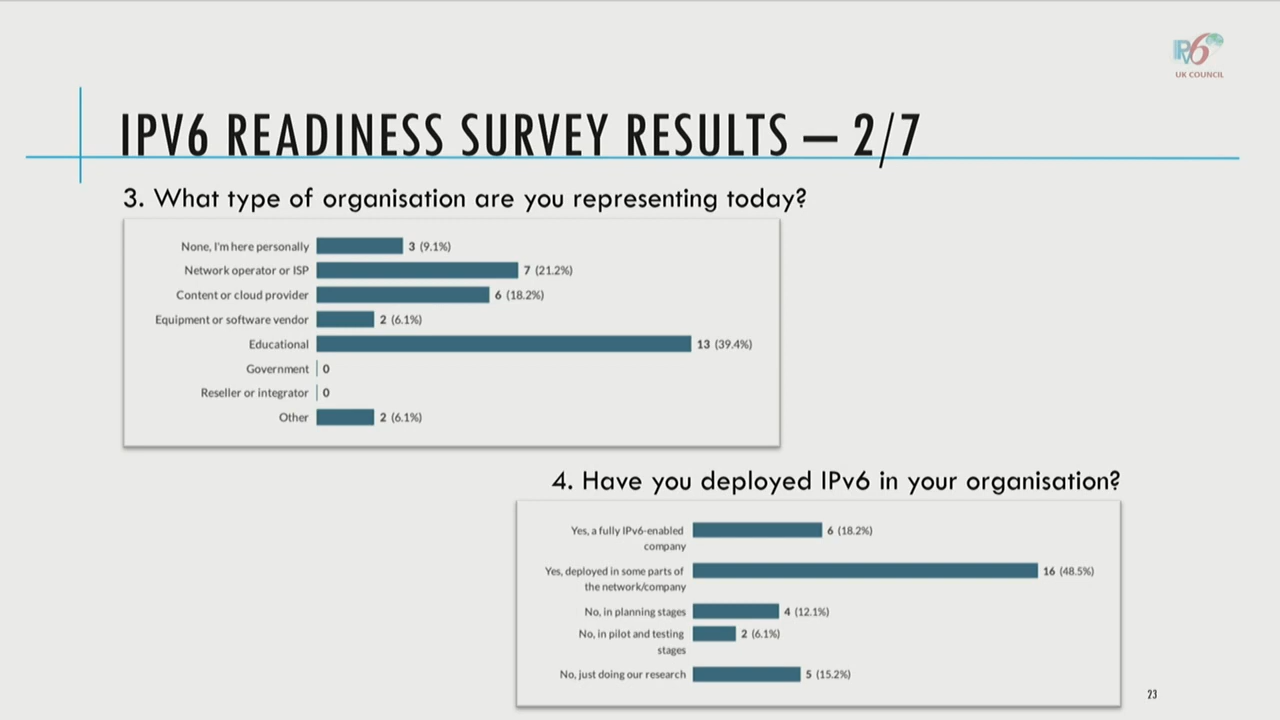 IPv6
UK COUNCIL
IPV6 READINESS SURVEY RESULTS – 2/7
3. What type of organisation are you representing today?
None, I'm here personally 3 (9.1%)
Network operator or ISP 7 (21.2%)
Content or cloud provider 6 (18.2%)
Equipment or software vendor 2 (6.1%)
Educational 13 (39.4%)
Government 0
Reseller or integrator 0
Other 2 (6.1%)
4. Have you deployed IPv6 in your organisation?
Yes, a fully IPv6-enabled 6 (18.2%)
company
Yes, deployed in some parts of 16 (48.5%)
the network/company
No, in planning stages 4 (12.1%)
No, in pilot and testing 2 (6.1%)
stages
No, just doing our research 5 (15.2%)
23